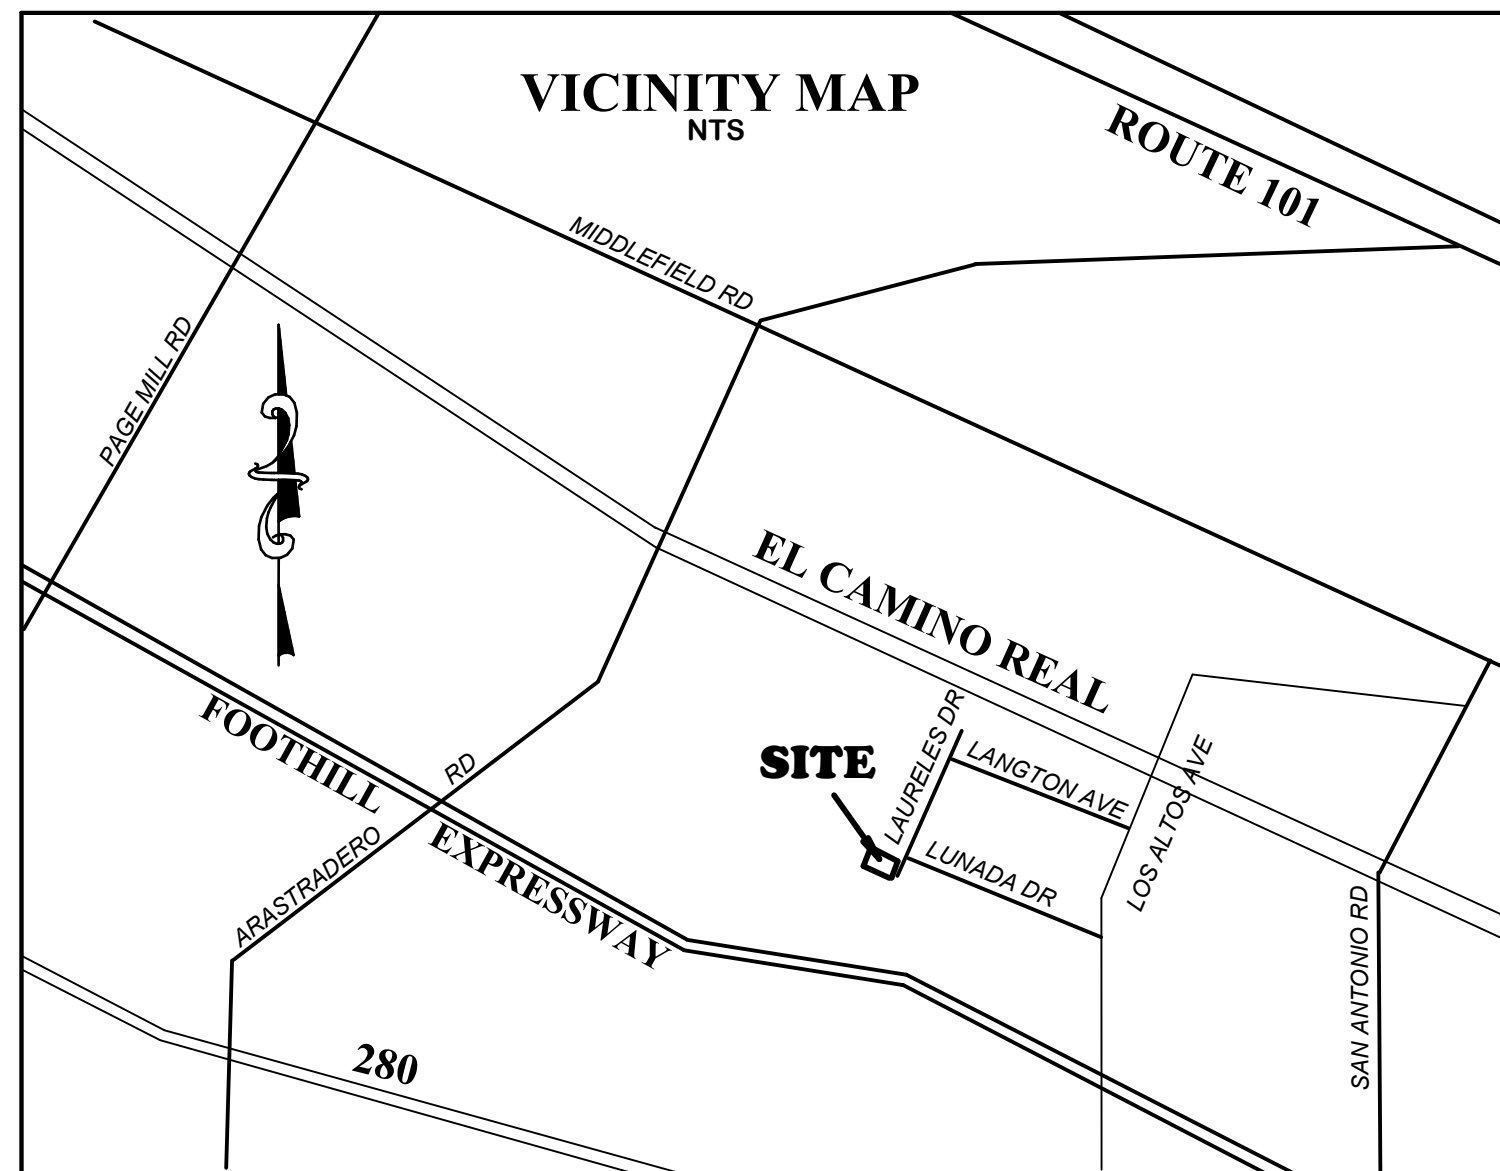 VICINITY MAP
NTS
ROUTE 101
MIDDLEFIELD RD
PAGE MILL RD
EL CAMINO REAL
FOOTHILL EXPRESSWAY
ARASTRADERO RD
SITE
LAURELES DR
LANGTON AVE
LUNADA DR
LOS ALTOS AVE
SAN ANTONIO RD
280